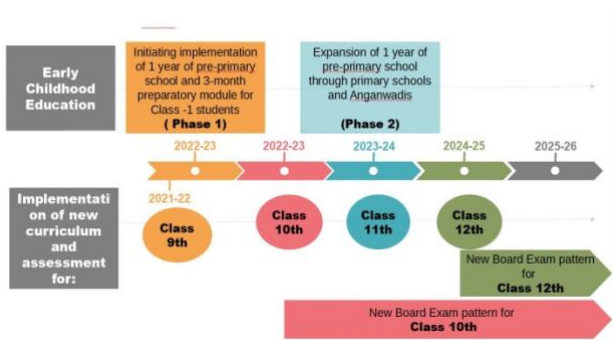 Early
Childhood
Education
Initiating implementation
of 1 year of pre-primary
school and 3-month
preparatory module for
Class -1 students
( Phase 1)
Expansion of 1 year of
pre-primary school
through primary schools
and Anganwadis
(Phase 2)
2022-23
2022-23
2023-24
2024-25
2025-26
2021-22
Implementati
on of new
curriculum
and
assessment
for:
Class
9th
Class
10th
Class
11th
Class
12th
New Board Exam pattern
for
Class 12th
New Board Exam pattern for
Class 10th